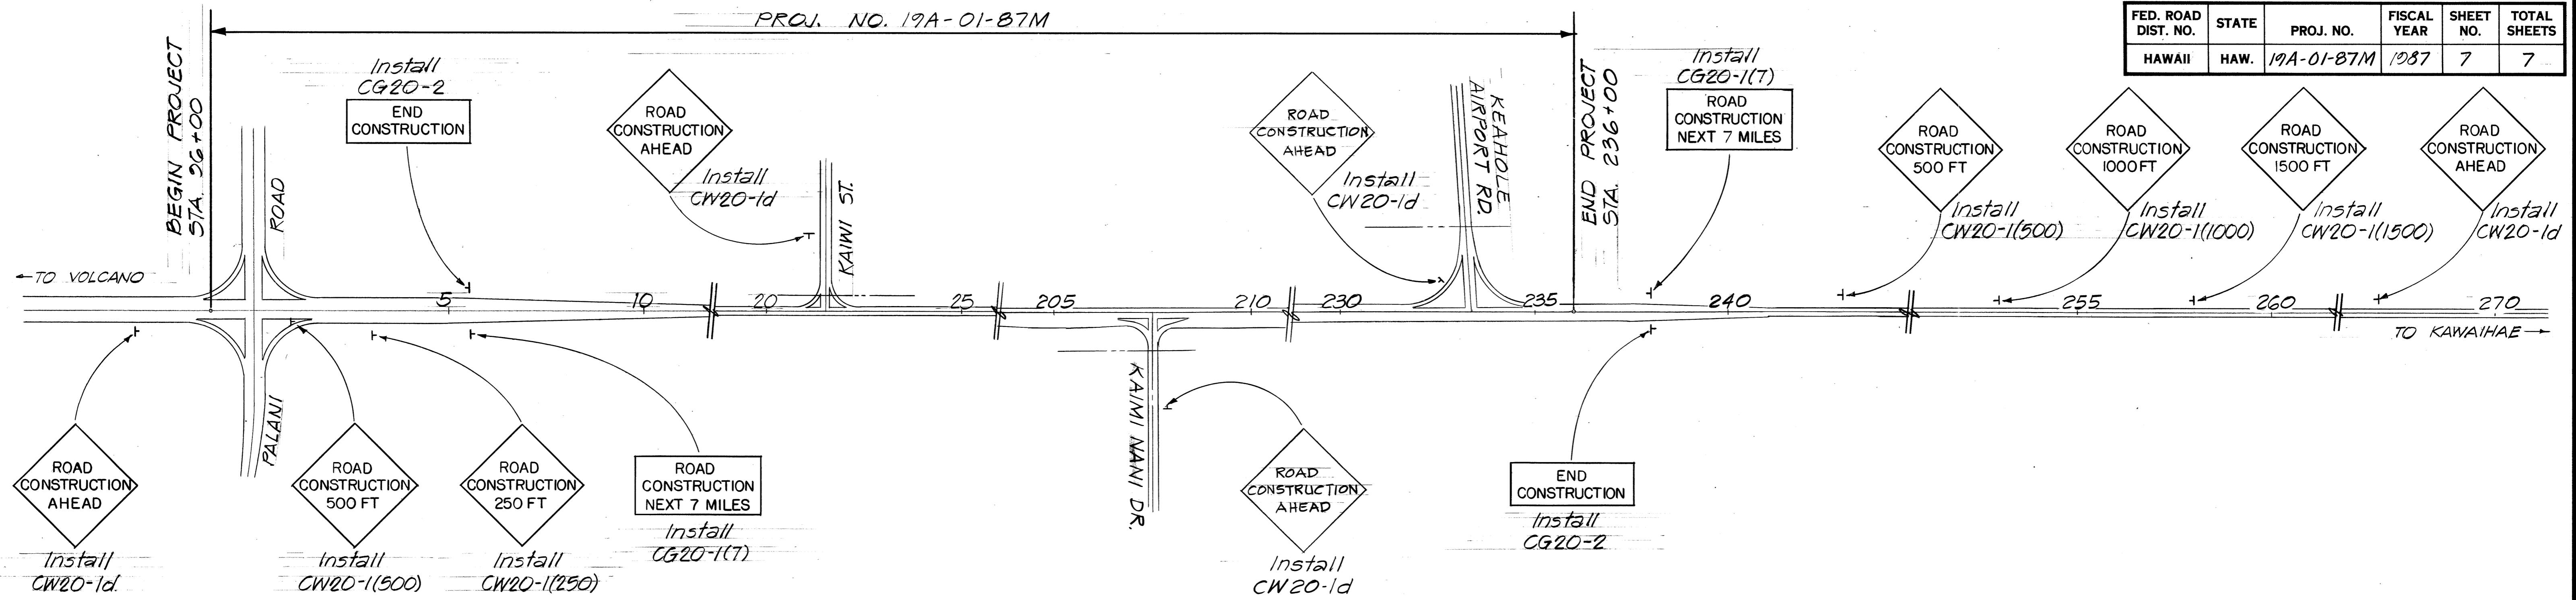 PROJ. NO. 19A-01-87M
FED. ROAD DIST. NO. STATE PROJ. NO. FISCAL YEAR SHEET NO. TOTAL SHEETS
HAWAII HAW. 19A-01-87M 1987 7 7
BEGIN PROJECT
STA. 96+00
ROAD
Install
CG20-2
END
CONSTRUCTION
ROAD
CONSTRUCTION
AHEAD
Install
CW20-1d
KAIWI ST.
ROAD
CONSTRUCTION
AHEAD
Install
CW20-1d
KEAHOLE
AIRPORT RD.
END PROJECT
STA. 236+00
Install
CG20-1(7)
ROAD
CONSTRUCTION
NEXT 7 MILES
ROAD
CONSTRUCTION
500 FT
Install
CW20-1(500)
ROAD
CONSTRUCTION
1000 FT
Install
CW20-1(1000)
ROAD
CONSTRUCTION
1500 FT
Install
CW20-1(1500)
ROAD
CONSTRUCTION
AHEAD
Install
CW20-1d
←TO VOLCANO
5 10 20 25 205 210 230 235 240 255 260 270
TO KAWAIHAE→
PALANI
KAIMI NANI DR.
ROAD
CONSTRUCTION
AHEAD
Install
CW20-1d.
ROAD
CONSTRUCTION
500 FT
Install
CW20-1(500)
ROAD
CONSTRUCTION
250 FT
Install
CW20-1(250)
ROAD
CONSTRUCTION
NEXT 7 MILES
Install
CG20-1(7)
ROAD
CONSTRUCTION
AHEAD
Install
CW20-1d
END
CONSTRUCTION
Install
CG20-2